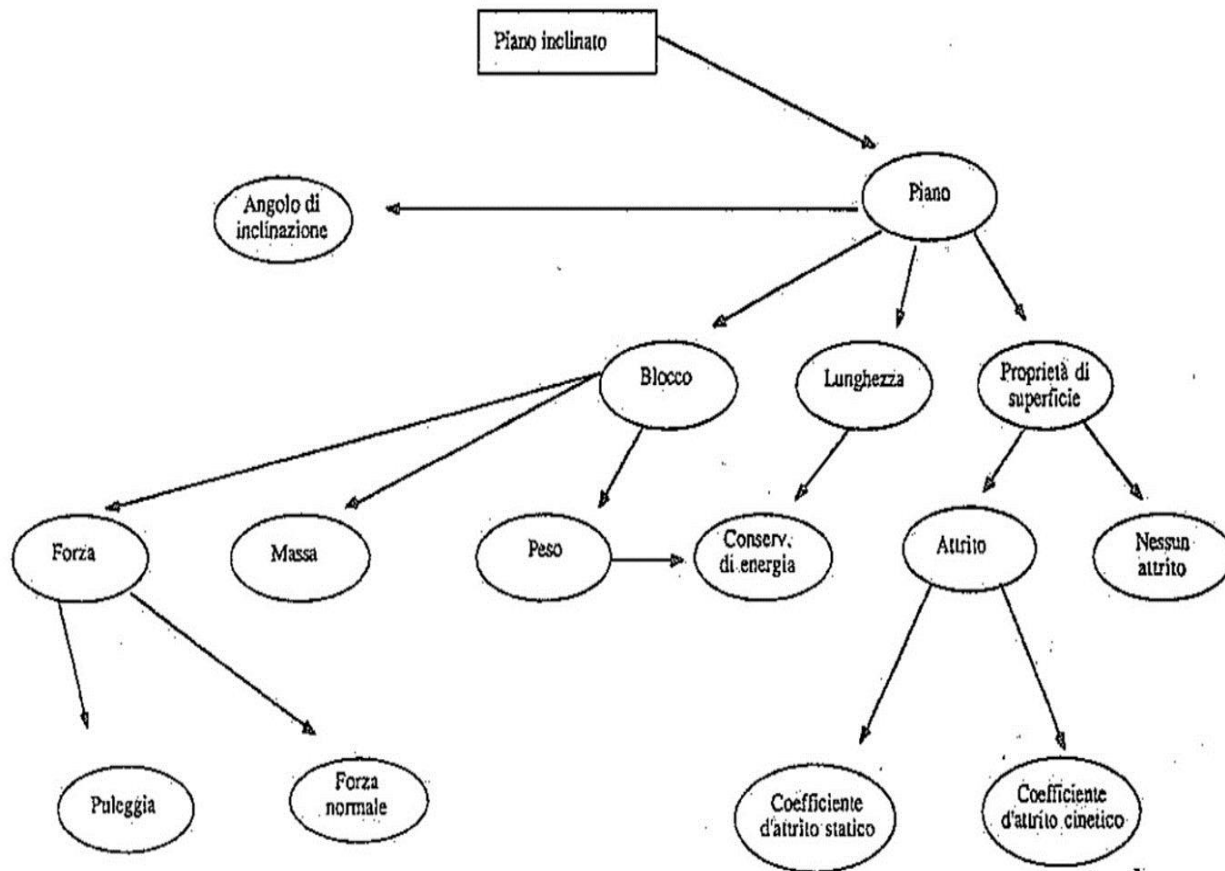 Piano inclinato
Piano
Angolo di
inclinazione
Blocco
Lunghezza
Proprietà di
superficie
Forza
Massa
Peso
Conserv.
di energia
Attrito
Nessun
attrito
Puleggia
Forza
normale
Coefficiente
d'attrito statico
Coefficiente
d'attrito cinetico